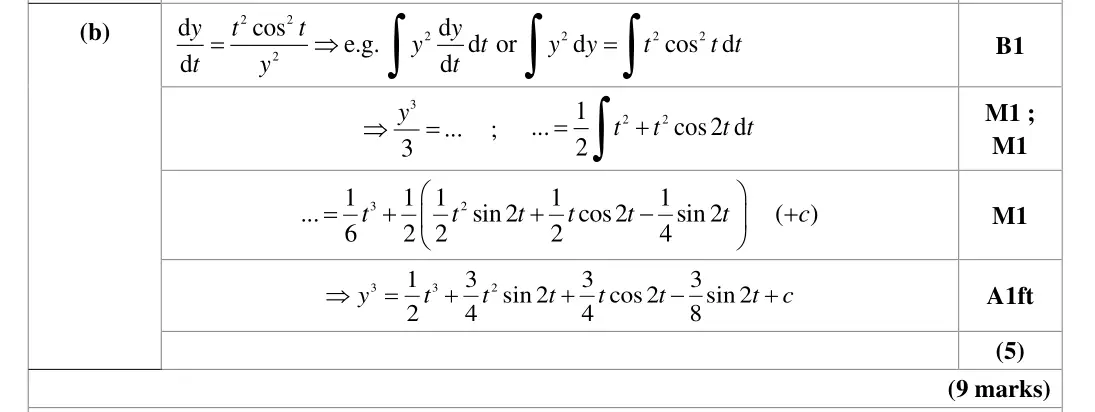 (b) dy/dt = t² cos² t / y² ⇒ e.g. ∫ y² dy/dt dt or ∫ y² dy = ∫ t² cos² t dt B1
⇒ y³/3 = ... ; ... = 1/2 ∫ t² + t² cos 2t dt M1 ; M1
... = 1/6 t³ + 1/2 ( 1/2 t² sin 2t + 1/2 t cos 2t − 1/4 sin 2t ) (+c) M1
⇒ y³ = 1/2 t³ + 3/4 t² sin 2t + 3/4 t cos 2t − 3/8 sin 2t + c A1ft
(5)
(9 marks)